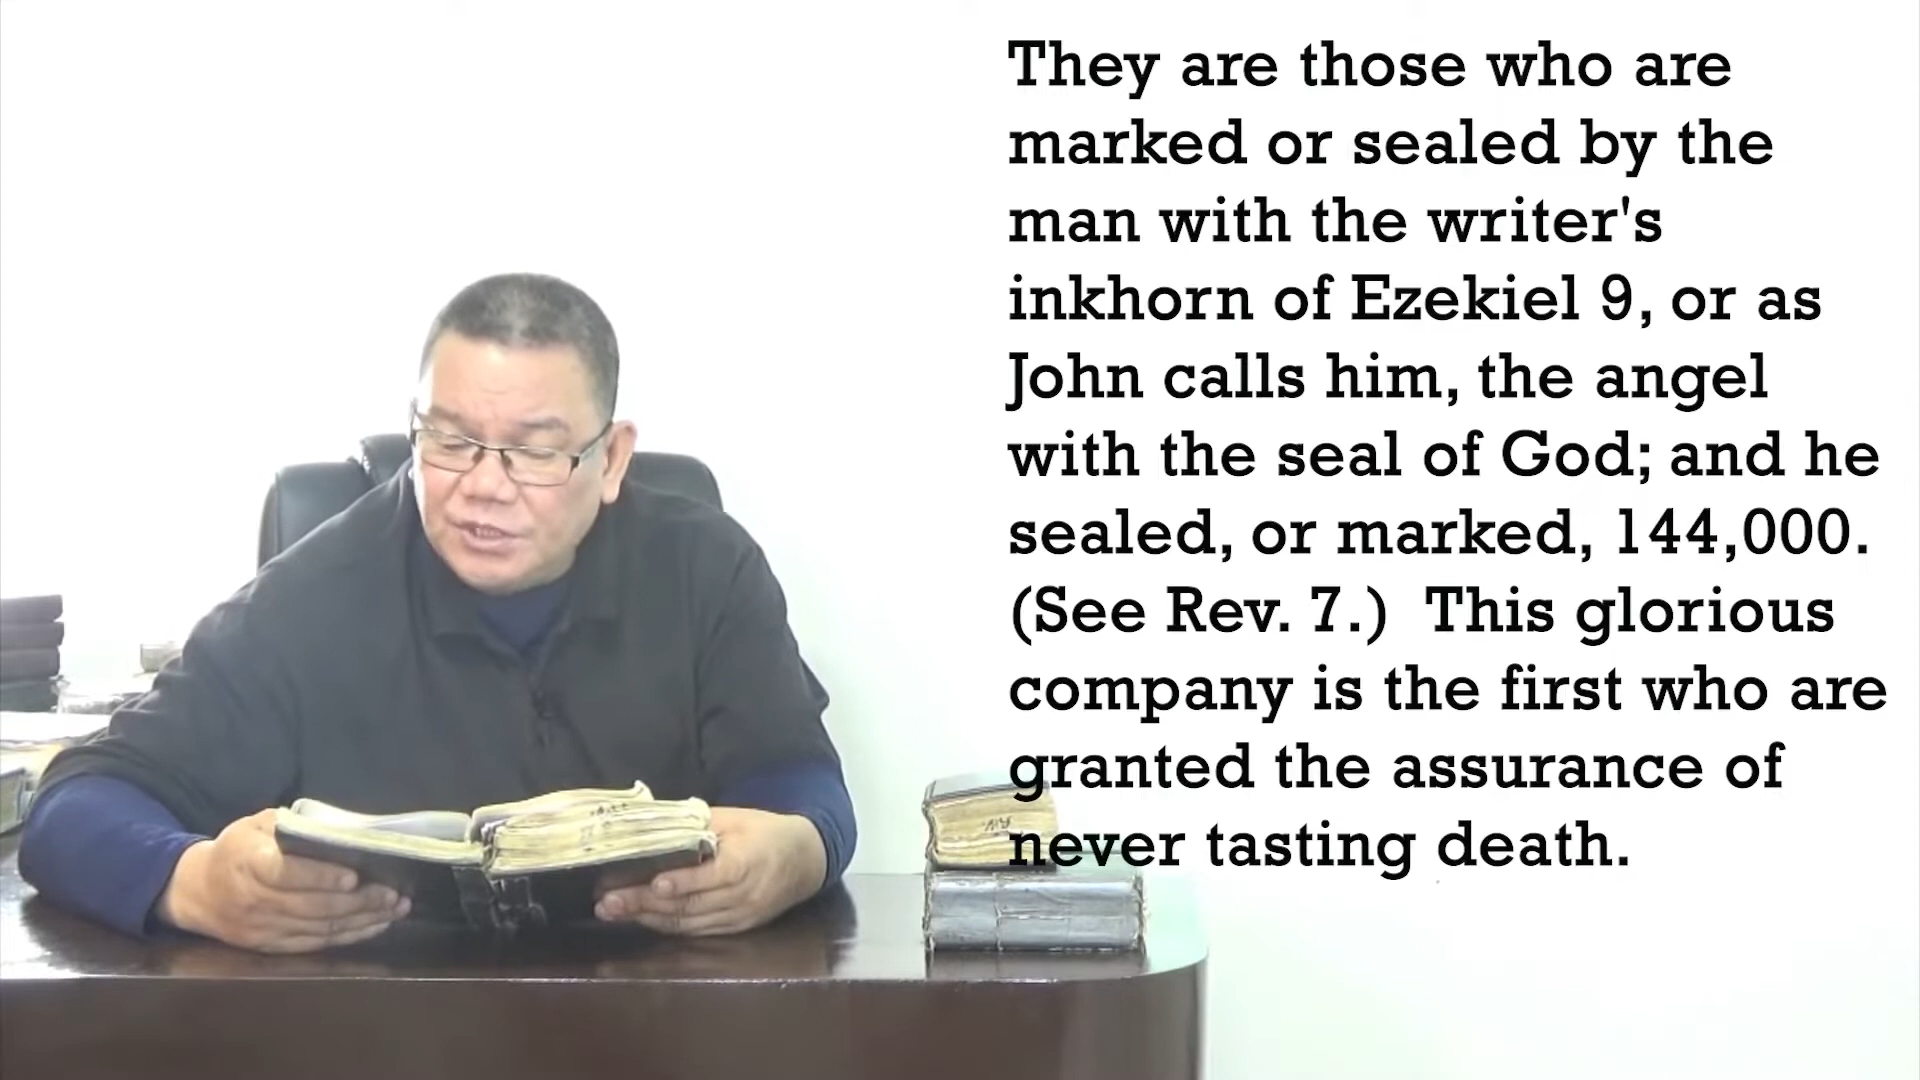 They are those who are
marked or sealed by the
man with the writer's
inkhorn of Ezekiel 9, or as
John calls him, the angel
with the seal of God; and he
sealed, or marked, 144,000.
(See Rev. 7.)  This glorious
company is the first who are
granted the assurance of
never tasting death.